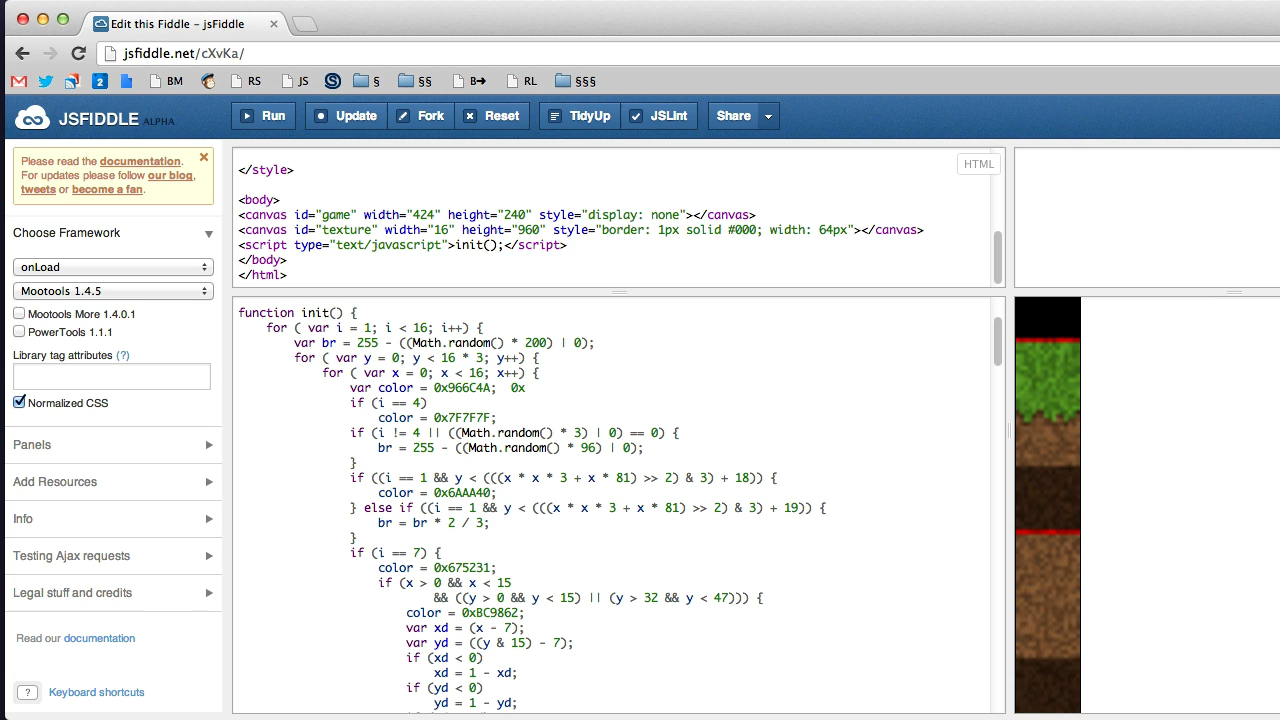 Edit this Fiddle – jsFiddle
jsfiddle.net/cXvKa/
2 BM RS JS S § §§ B→ RL §§§
JSFIDDLE ALPHA
Run Update Fork Reset TidyUp JSLint Share
Please read the documentation.
For updates please follow our blog,
tweets or become a fan.
Choose Framework
onLoad
Mootools 1.4.5
Mootools More 1.4.0.1
PowerTools 1.1.1
Library tag attributes (?)
Normalized CSS
Panels
Add Resources
Info
Testing Ajax requests
Legal stuff and credits
Read our documentation
? Keyboard shortcuts
HTML
</style>
<body>
<canvas id="game" width="424" height="240" style="display: none"></canvas>
<canvas id="texture" width="16" height="960" style="border: 1px solid #000; width: 64px"></canvas>
<script type="text/javascript">init();</script>
</body>
</html>
function init() {
for ( var i = 1; i < 16; i++) {
var br = 255 - ((Math.random() * 200) | 0);
for ( var y = 0; y < 16 * 3; y++) {
for ( var x = 0; x < 16; x++) {
var color = 0x966C4A;  0x
if (i == 4)
color = 0x7F7F7F;
if (i != 4 || ((Math.random() * 3) | 0) == 0) {
br = 255 - ((Math.random() * 96) | 0);
}
if ((i == 1 && y < (((x * x * 3 + x * 81) >> 2) & 3) + 18)) {
color = 0x6AAA40;
} else if ((i == 1 && y < (((x * x * 3 + x * 81) >> 2) & 3) + 19)) {
br = br * 2 / 3;
}
if (i == 7) {
color = 0x675231;
if (x > 0 && x < 15
&& ((y > 0 && y < 15) || (y > 32 && y < 47))) {
color = 0xBC9862;
var xd = (x - 7);
var yd = ((y & 15) - 7);
if (xd < 0)
xd = 1 - xd;
if (yd < 0)
yd = 1 - yd;